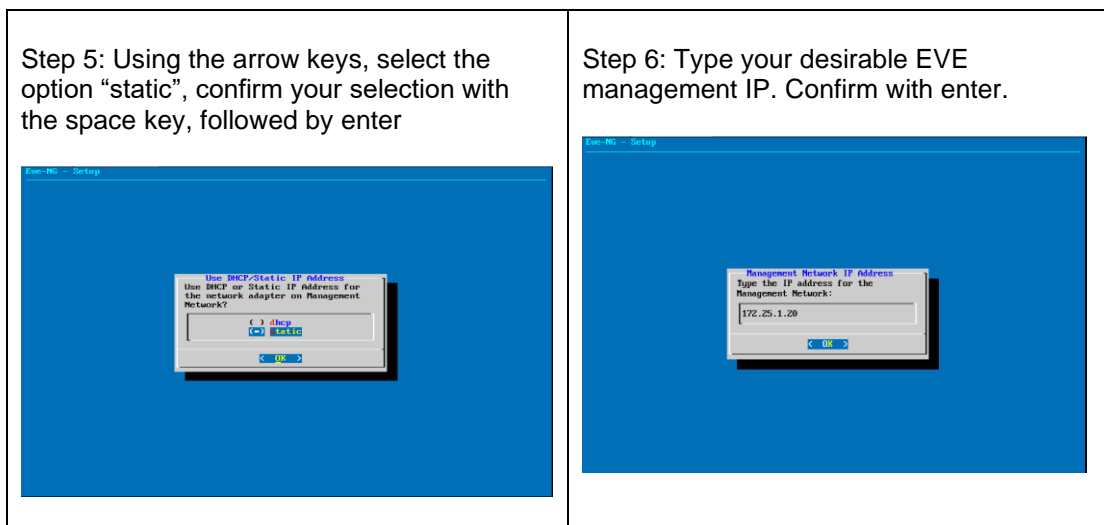 Step 5: Using the arrow keys, select the
option “static”, confirm your selection with
the space key, followed by enter
Eve-NG - Setup
Use DHCP/Static IP Address
Use DHCP or Static IP Address for
the network adapter on Management
Network?
( ) dhcp
(*) static
< OK >
Step 6: Type your desirable EVE
management IP. Confirm with enter.
Eve-NG - Setup
Management Network IP Address
Type the IP address for the
Management Network:
172.25.1.20
< OK >